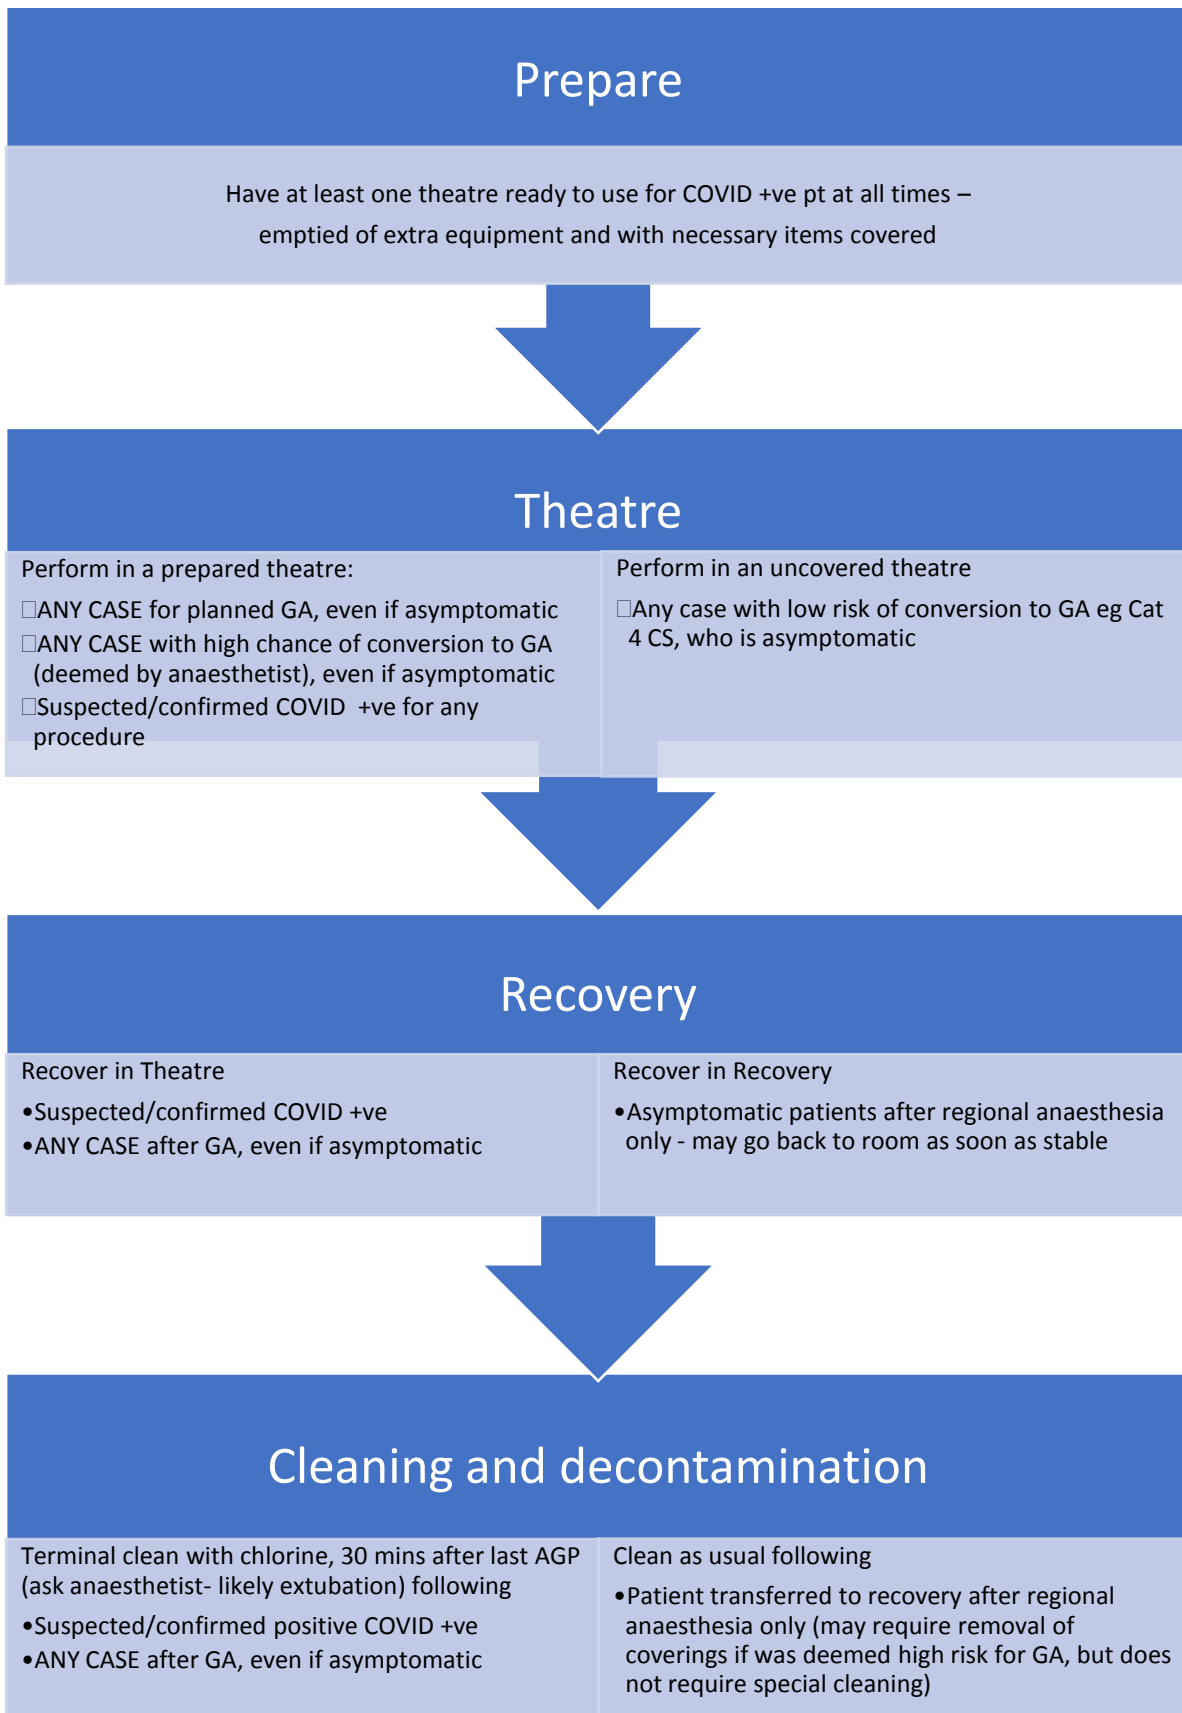 Prepare
Have at least one theatre ready to use for COVID +ve pt at all times –
emptied of extra equipment and with necessary items covered
Theatre
Perform in a prepared theatre:
□ANY CASE for planned GA, even if asymptomatic
□ANY CASE with high chance of conversion to GA
(deemed by anaesthetist), even if asymptomatic
□Suspected/confirmed COVID +ve for any
procedure
Perform in an uncovered theatre
□Any case with low risk of conversion to GA eg Cat
4 CS, who is asymptomatic
Recovery
Recover in Theatre
•Suspected/confirmed COVID +ve
•ANY CASE after GA, even if asymptomatic
Recover in Recovery
•Asymptomatic patients after regional anaesthesia
only - may go back to room as soon as stable
Cleaning and decontamination
Terminal clean with chlorine, 30 mins after last AGP
(ask anaesthetist- likely extubation) following
•Suspected/confirmed positive COVID +ve
•ANY CASE after GA, even if asymptomatic
Clean as usual following
•Patient transferred to recovery after regional
anaesthesia only (may require removal of
coverings if was deemed high risk for GA, but does
not require special cleaning)